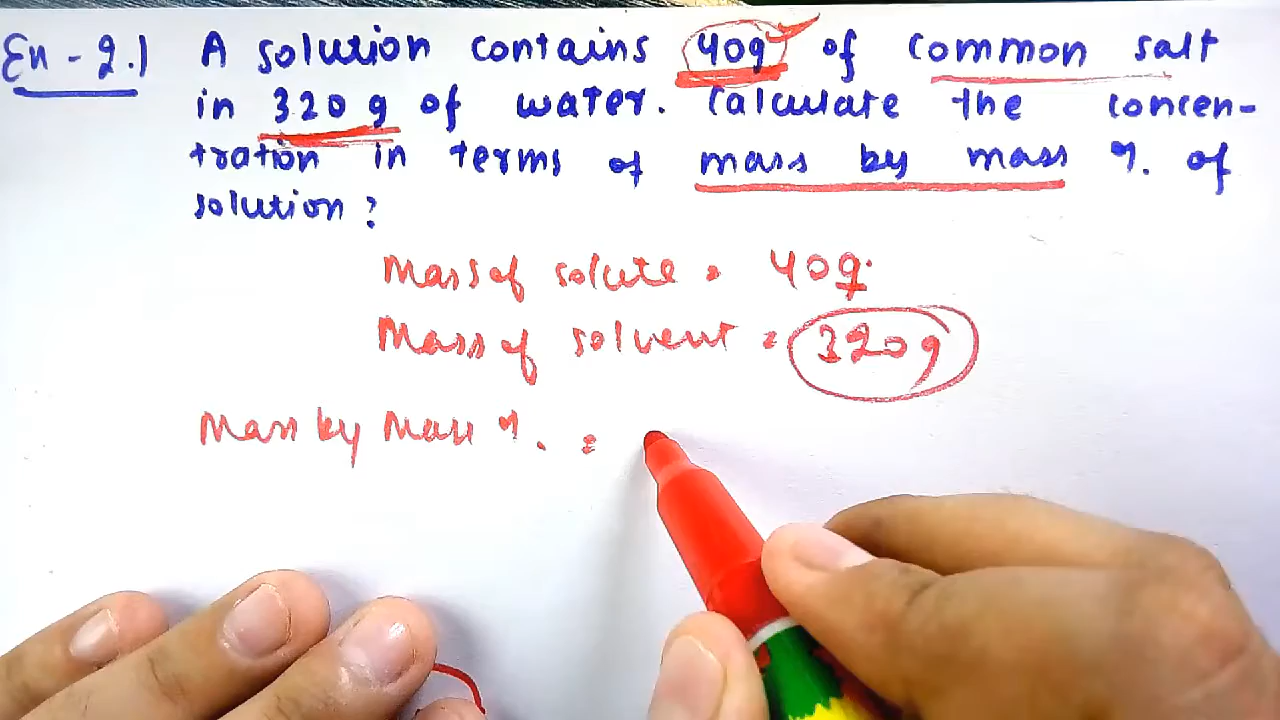 En - 2.1 A solution contains 40g of common salt
in 320 g of water. Calculate the concen-
tration in terms of mass by mass %. of
solution?
Mass of solute = 40g.
Mass of solvent = 320g
Mass by Mass %. =